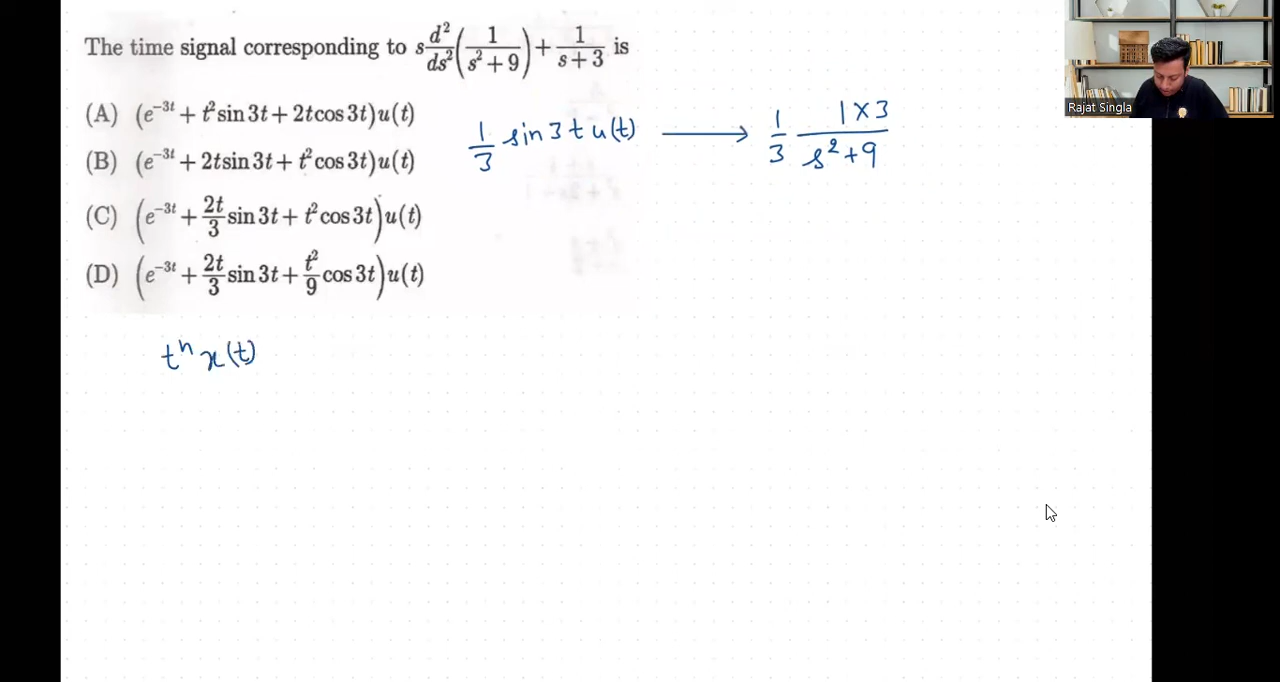 The time signal corresponding to s d²/ds² (1/(s² + 9)) + 1/(s + 3) is
(A) (e⁻³ᵗ + t² sin 3t + 2t cos 3t) u(t)
1/3 sin 3t u(t) ⟶ 1/3 (1 × 3)/(s² + 9)
(B) (e⁻³ᵗ + 2t sin 3t + t² cos 3t) u(t)
(C) (e⁻³ᵗ + 2t/3 sin 3t + t² cos 3t) u(t)
(D) (e⁻³ᵗ + 2t/3 sin 3t + t²/9 cos 3t) u(t)
tⁿ x(t)
Rajat Singla